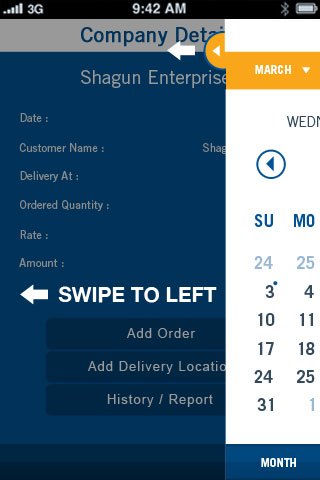 3G 9:42 AM
Company Detai
MARCH
Shagun Enterprise
Date :
WEDN
Customer Name : Shag
Delivery At :
Ordered Quantity :
Rate :
Amount :
SU MO
24 25
3 4
10 11
17 18
24 25
31 1
SWIPE TO LEFT
Add Order
Add Delivery Locatio
History / Report
MONTH